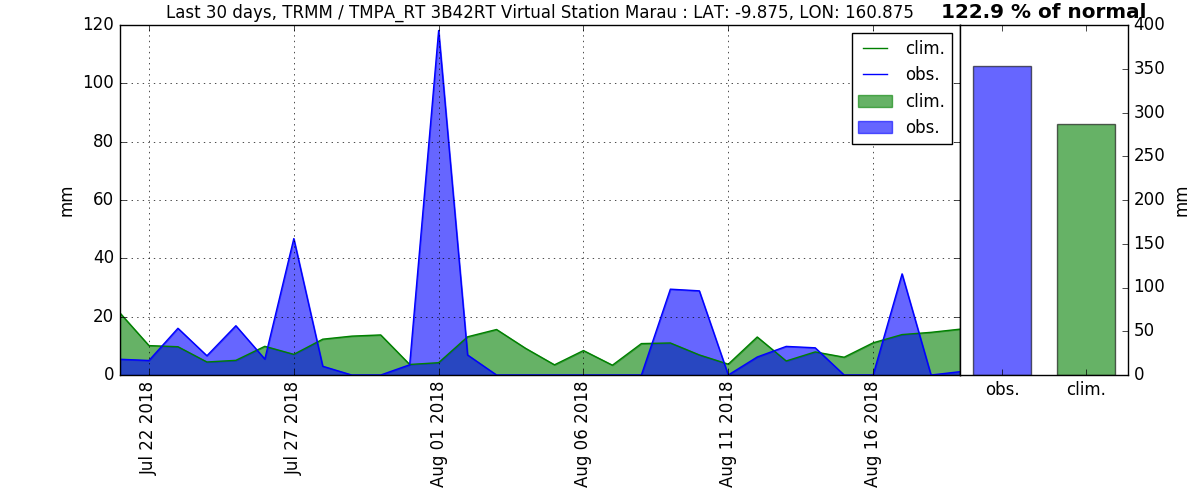 Last 30 days, TRMM / TMPA_RT 3B42RT Virtual Station Marau : LAT: -9.875, LON: 160.875
122.9 % of normal
120
100
80
60
40
20
0
mm
clim.
obs.
clim.
obs.
Jul 22 2018
Jul 27 2018
Aug 01 2018
Aug 06 2018
Aug 11 2018
Aug 16 2018
400
350
300
250
200
150
100
50
0
mm
obs.
clim.